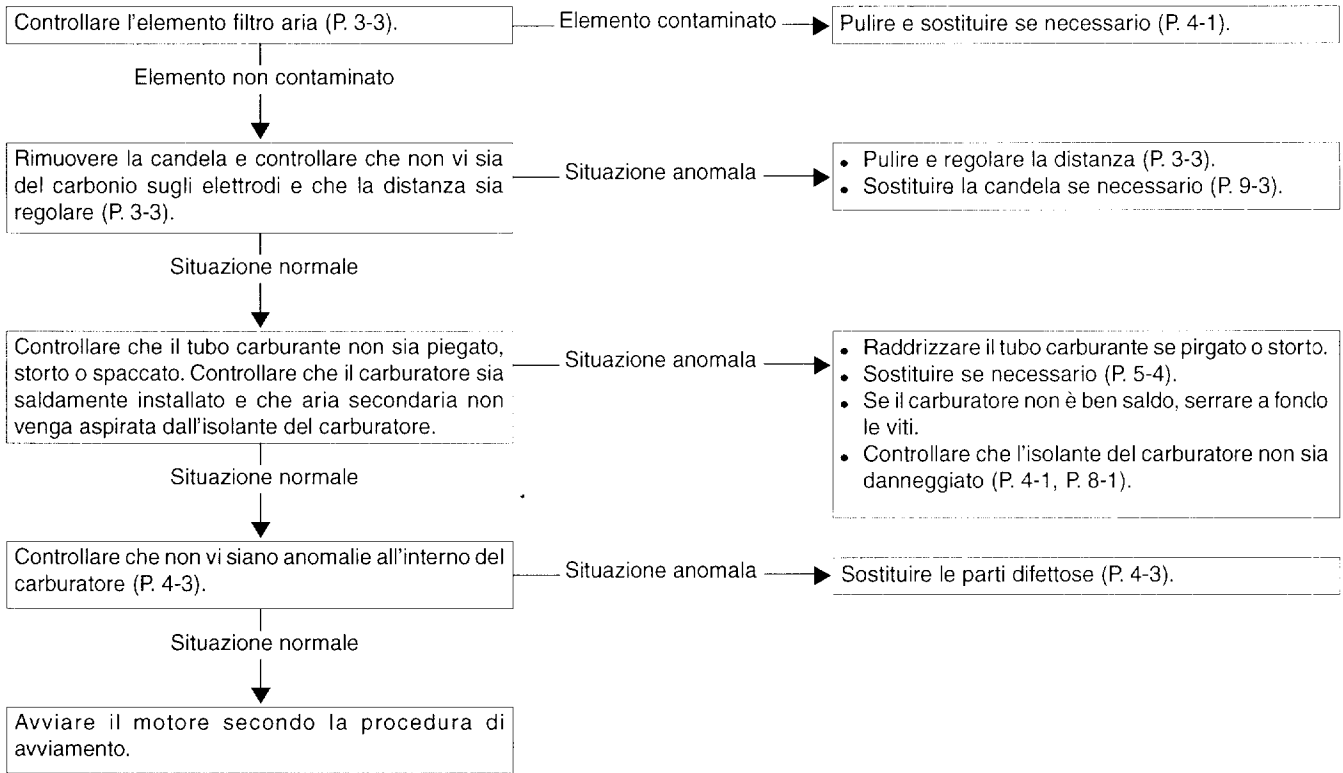 Controllare l'elemento filtro aria (P. 3-3).
Elemento contaminato
Pulire e sostituire se necessario (P. 4-1).
Elemento non contaminato
Rimuovere la candela e controllare che non vi sia
del carbonio sugli elettrodi e che la distanza sia
regolare (P. 3-3).
Situazione anomala
• Pulire e regolare la distanza (P. 3-3).
• Sostituire la candela se necessario (P. 9-3).
Situazione normale
Controllare che il tubo carburante non sia piegato,
storto o spaccato. Controllare che il carburatore sia
saldamente installato e che aria secondaria non
venga aspirata dall'isolante del carburatore.
Situazione anomala
• Raddrizzare il tubo carburante se pirgato o storto.
• Sostituire se necessario (P. 5-4).
• Se il carburatore non è ben saldo, serrare a fondo
le viti.
• Controllare che l'isolante del carburatore non sia
danneggiato (P. 4-1, P. 8-1).
Situazione normale
Controllare che non vi siano anomalie all'interno del
carburatore (P. 4-3).
Situazione anomala
Sostituire le parti difettose (P. 4-3).
Situazione normale
Avviare il motore secondo la procedura di
avviamento.